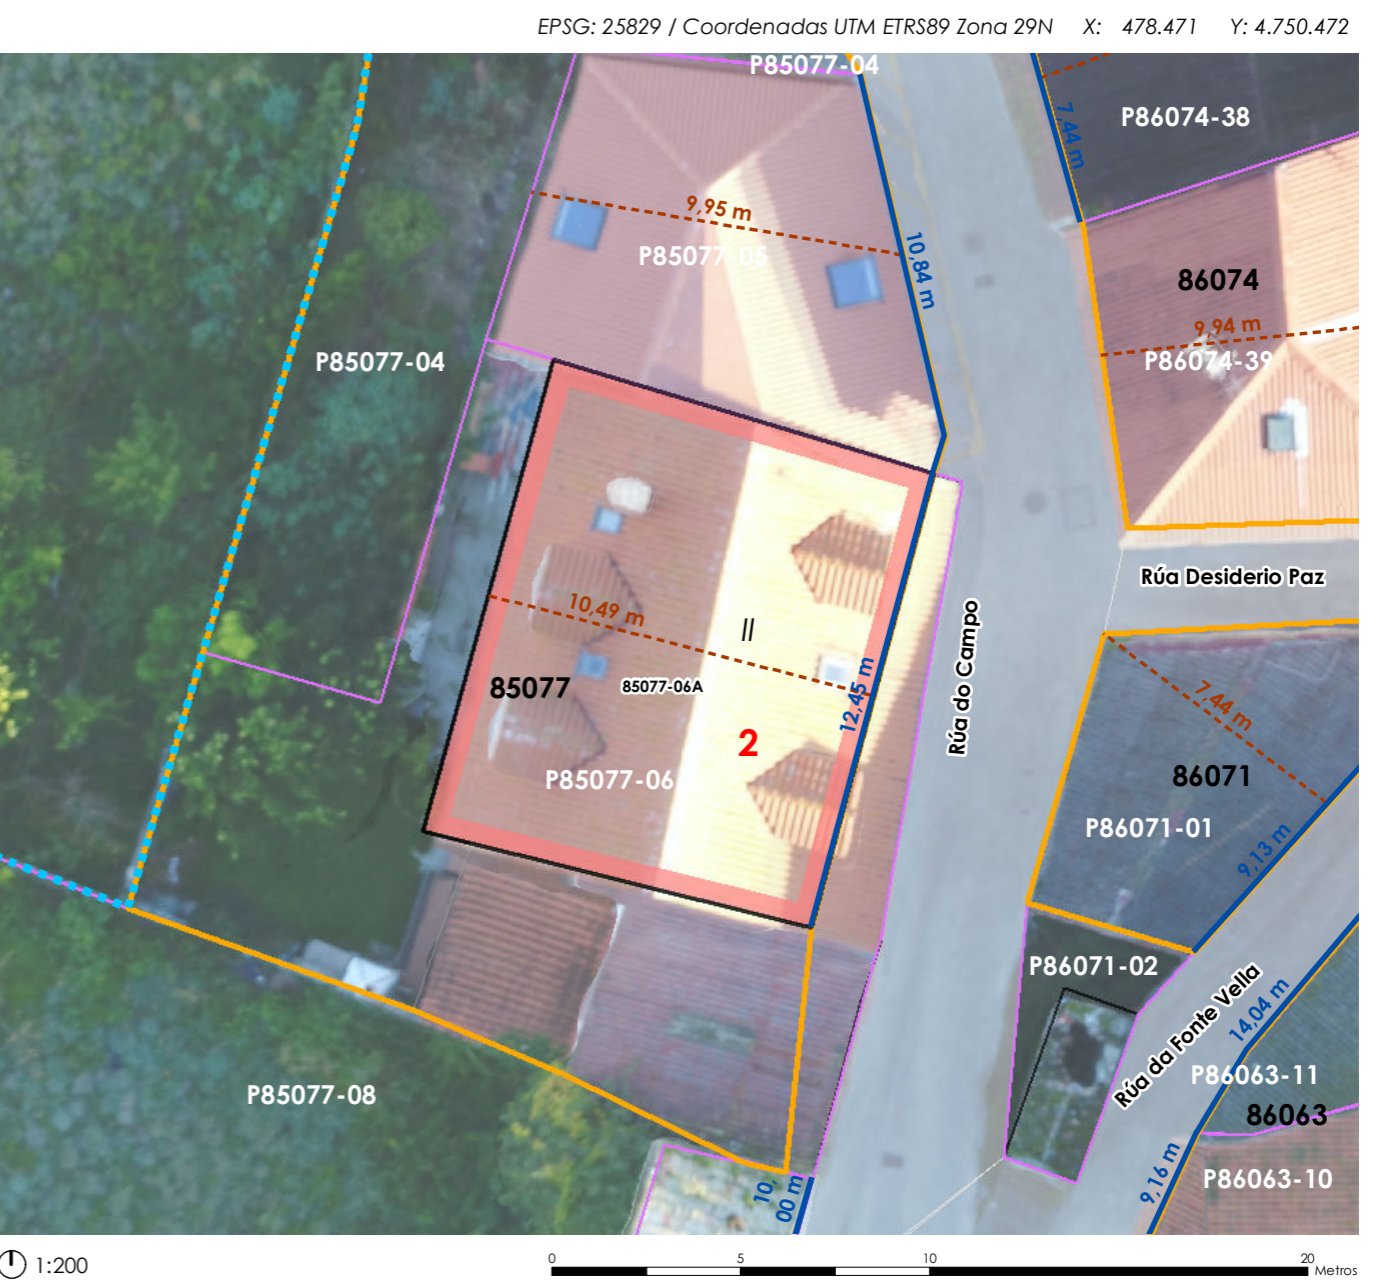 EPSG: 25829 / Coordenadas UTM ETRS89 Zona 29N X: 478.471 Y: 4.750.472
P85077-04
7,44 m
P86074-38
9,95 m
P85077-05
10,84 m
86074
9,94 m
P86074-39
P85077-04
Rúa Desiderio Paz
10,49 m
II
Rúa do Campo
85077
85077-06A
12,45 m
2
P85077-06
7,44 m
86071
P86071-01
9,13 m
P86071-02
Rúa da Fonte Vella
14,04 m
P86063-11
86063
P85077-08
9,16 m
P86063-10
10,
00 m
1:200
0 5 10 20
Metros